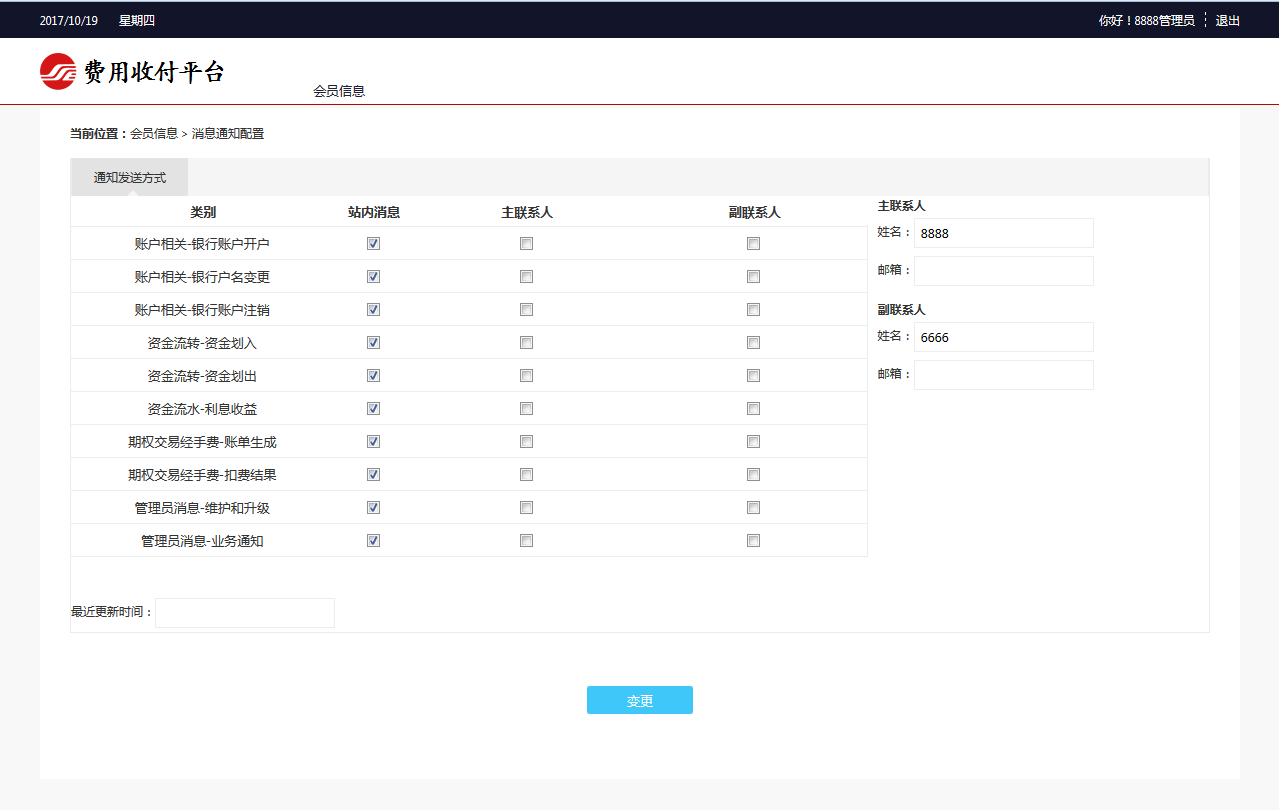 2017/10/19 星期四 你好！8888管理员 退出
费用收付平台
会员信息
当前位置：会员信息 > 消息通知配置
通知发送方式
类别 站内消息 主联系人 副联系人
账户相关-银行账户开户
账户相关-银行户名变更
账户相关-银行账户注销
资金流转-资金划入
资金流转-资金划出
资金流水-利息收益
期权交易经手费-账单生成
期权交易经手费-扣费结果
管理员消息-维护和升级
管理员消息-业务通知
主联系人
姓名：8888
邮箱：
副联系人
姓名：6666
邮箱：
最近更新时间：
变更